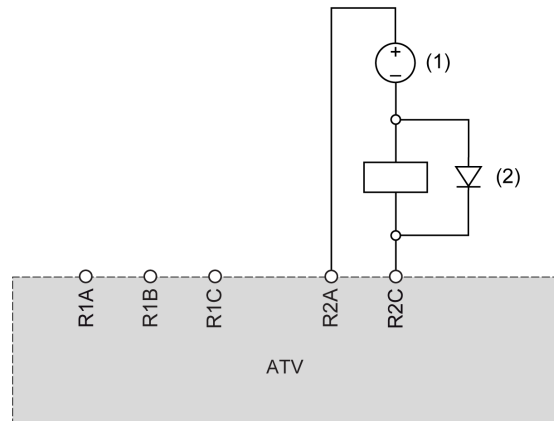 +
(1)
−
(2)
R1A
R1B
R1C
R2A
R2C
ATV